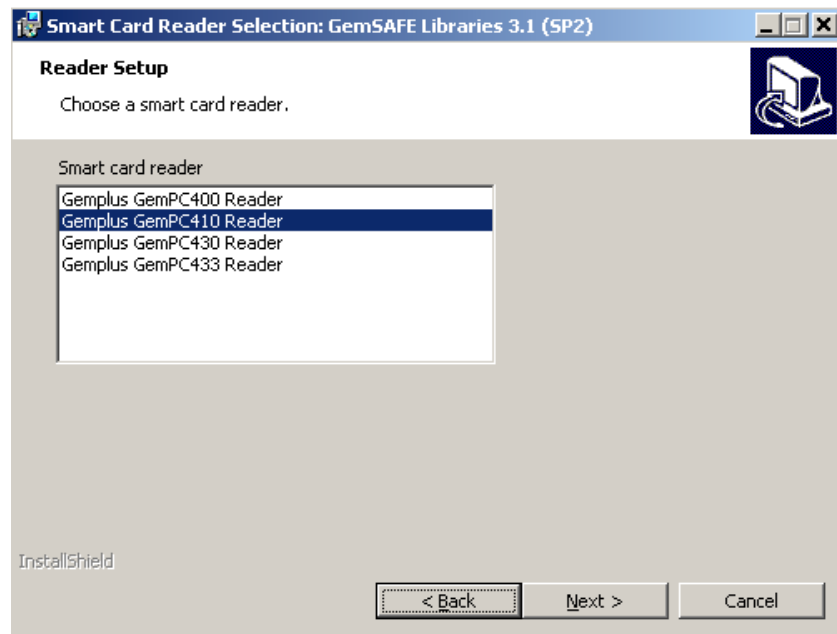 Smart Card Reader Selection: GemSAFE Libraries 3.1 (SP2)
Reader Setup
Choose a smart card reader.
Smart card reader
Gemplus GemPC400 Reader
Gemplus GemPC410 Reader
Gemplus GemPC430 Reader
Gemplus GemPC433 Reader
InstallShield
< Back Next > Cancel